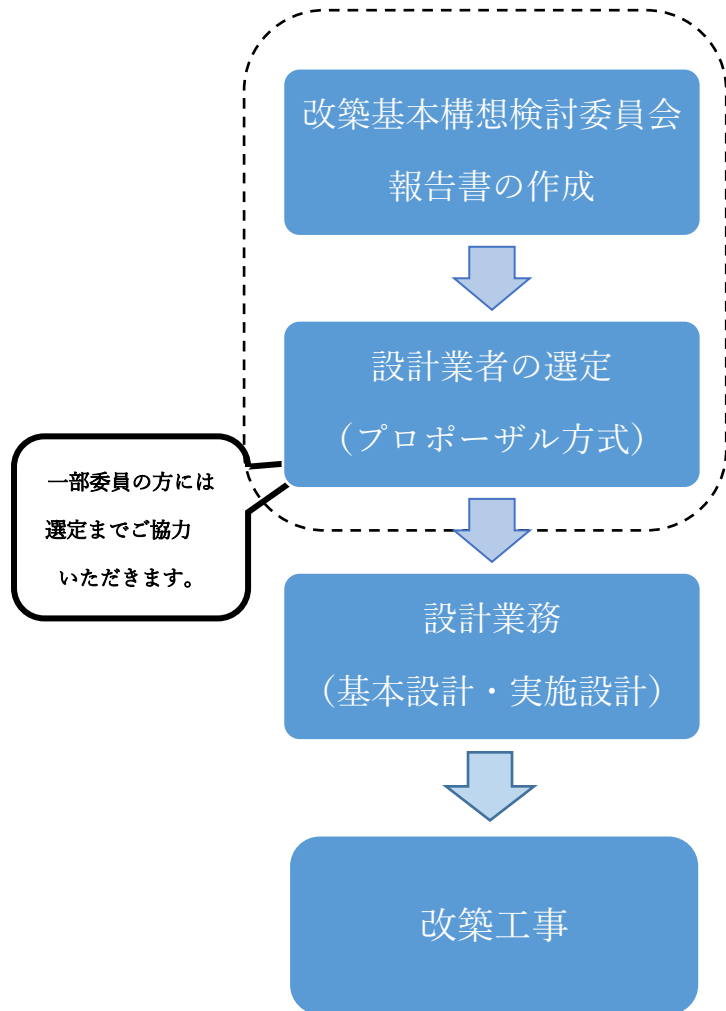 改築基本構想検討委員会
報告書の作成
設計業者の選定
（プロポーザル方式）
一部委員の方には
選定までご協力
いただきます。
設計業務
（基本設計・実施設計）
改築工事